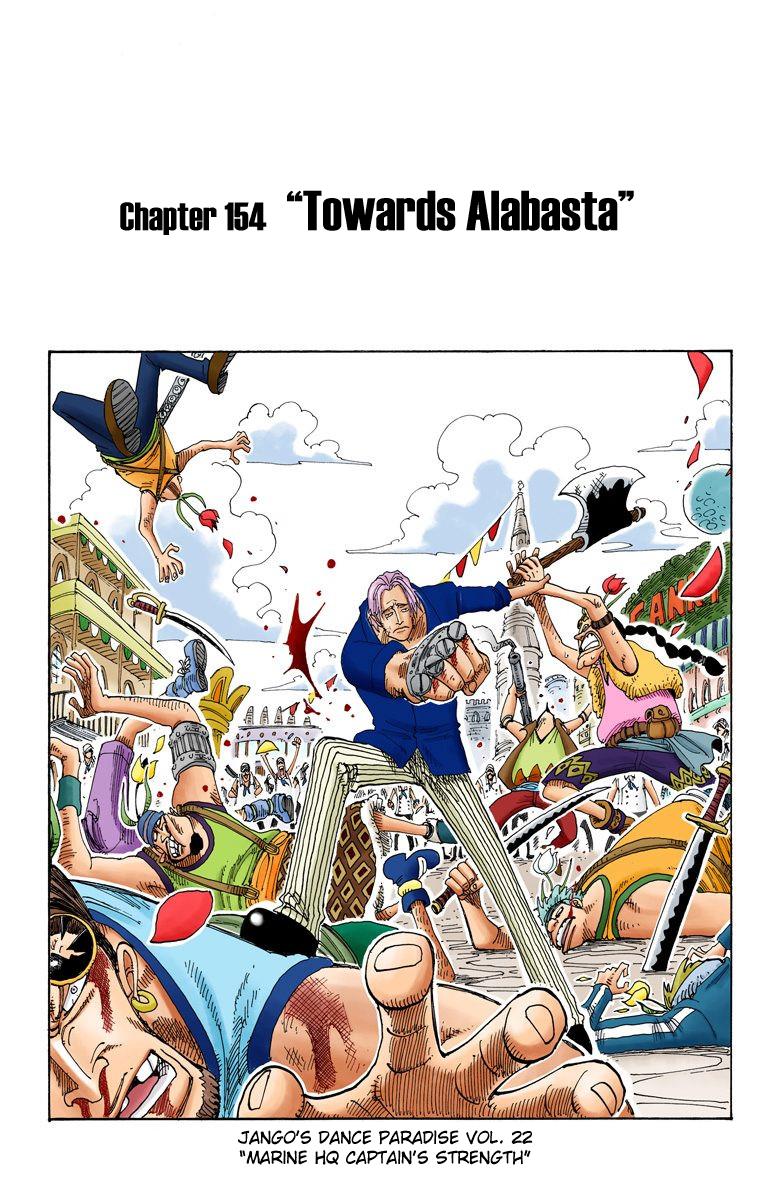 Chapter 154 “Towards Alabasta”
JANGO'S DANCE PARADISE VOL. 22
“MARINE HQ CAPTAIN'S STRENGTH”